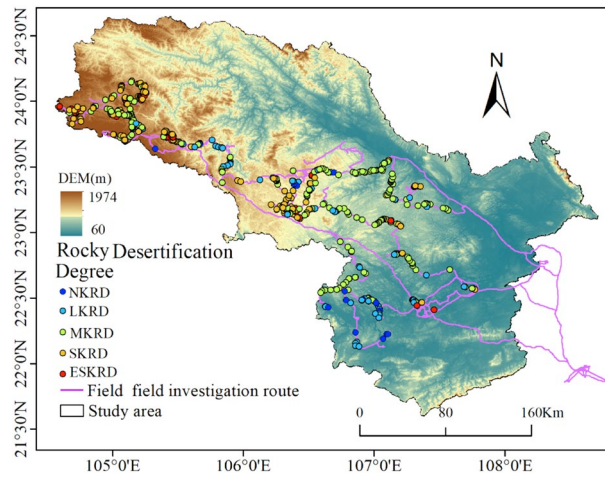 24°30'N
24°0'N
23°30'N
23°0'N
22°30'N
22°0'N
21°30'N
N
DEM(m)
1974
60
Rocky Desertification
Degree
NKRD
LKRD
MKRD
SKRD
ESKRD
Field field investigation route
Study area
0 80 160Km
105°0'E 106°0'E 107°0'E 108°0'E